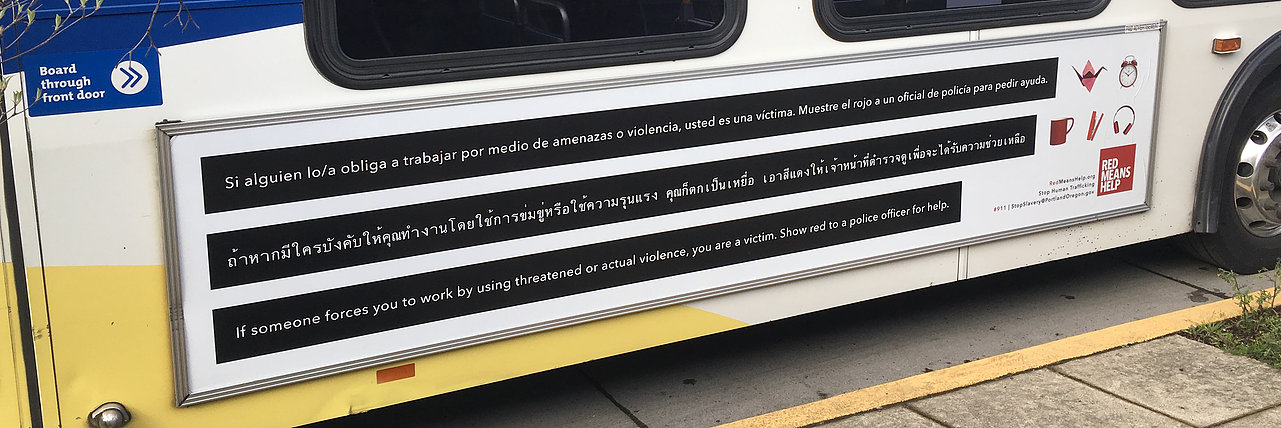 Board
through
front door
Si alguien lo/a obliga a trabajar por medio de amenazas o violencia, usted es una víctima. Muestre el rojo a un oficial de policía para pedir ayuda.
ถ้าหากมีใครบังคับให้คุณทำงานโดยใช้การข่มขู่หรือใช้ความรุนแรง คุณก็ตกเป็นเหยื่อ เอาสีแดงให้เจ้าหน้าที่ตำรวจดูเพื่อจะได้รับความช่วยเหลือ
If someone forces you to work by using threatened or actual violence, you are a victim. Show red to a police officer for help.
RED
MEANS
HELP
RedMeansHelp.org
Stop Human Trafficking
#911 | StopSlavery@PortlandOregon.gov